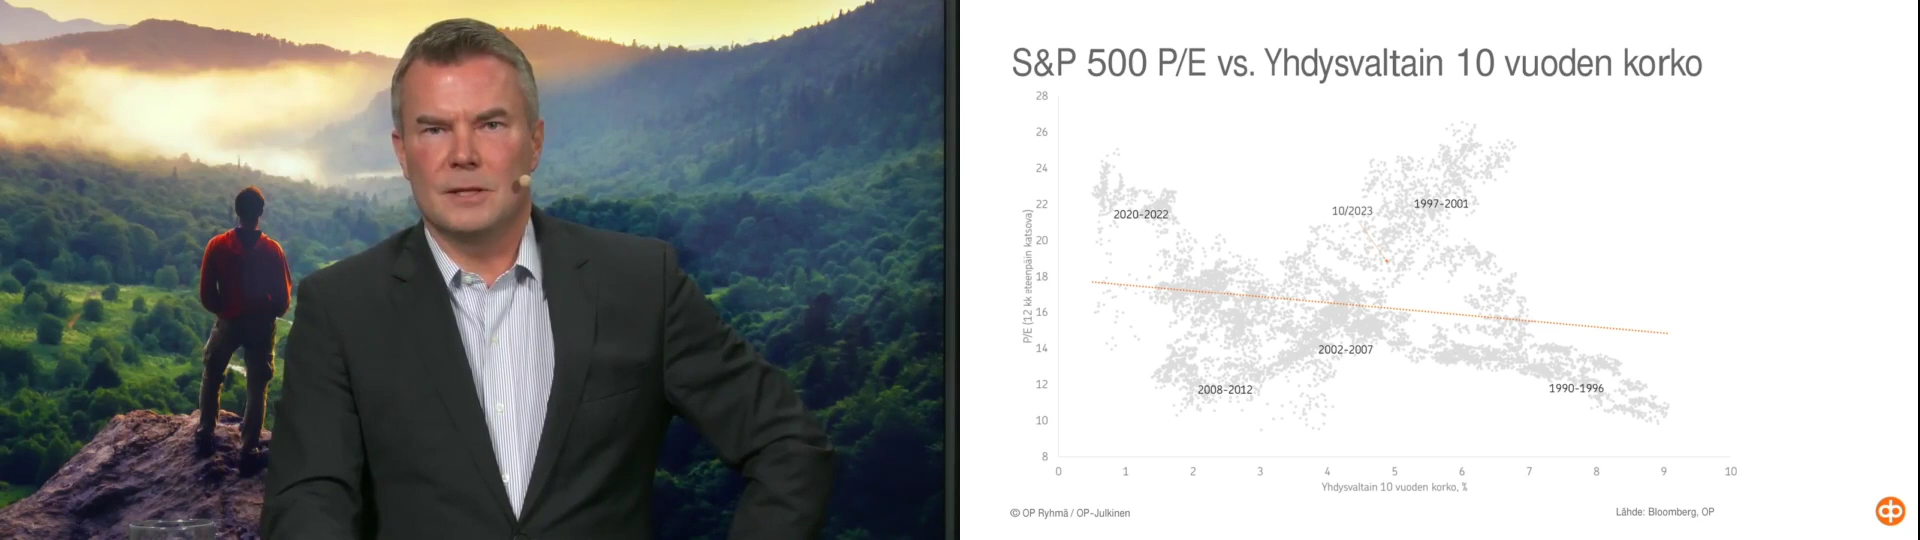 S&P 500 P/E vs. Yhdysvaltain 10 vuoden korko
28
26
24
22
20
18
16
14
12
10
8
P/E (12 kk eteenpäin katsova)
2020-2022
10/2023
1997-2001
2002-2007
2008-2012
1990-1996
0 1 2 3 4 5 6 7 8 9 10
Yhdysvaltain 10 vuoden korko, %
© OP Ryhmä / OP-Julkinen
Lähde: Bloomberg, OP
op